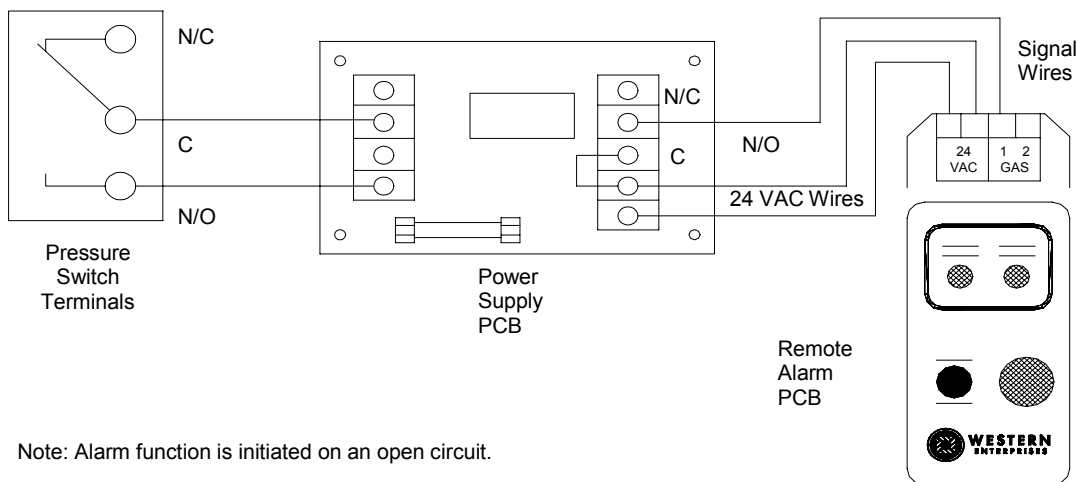 N/C
C
N/O
Pressure
Switch
Terminals
N/C
N/O
C
24 VAC Wires
Power
Supply
PCB
Signal
Wires
24
VAC
1 2
GAS
Remote
Alarm
PCB
WESTERN
ENTERPRISES
Note: Alarm function is initiated on an open circuit.